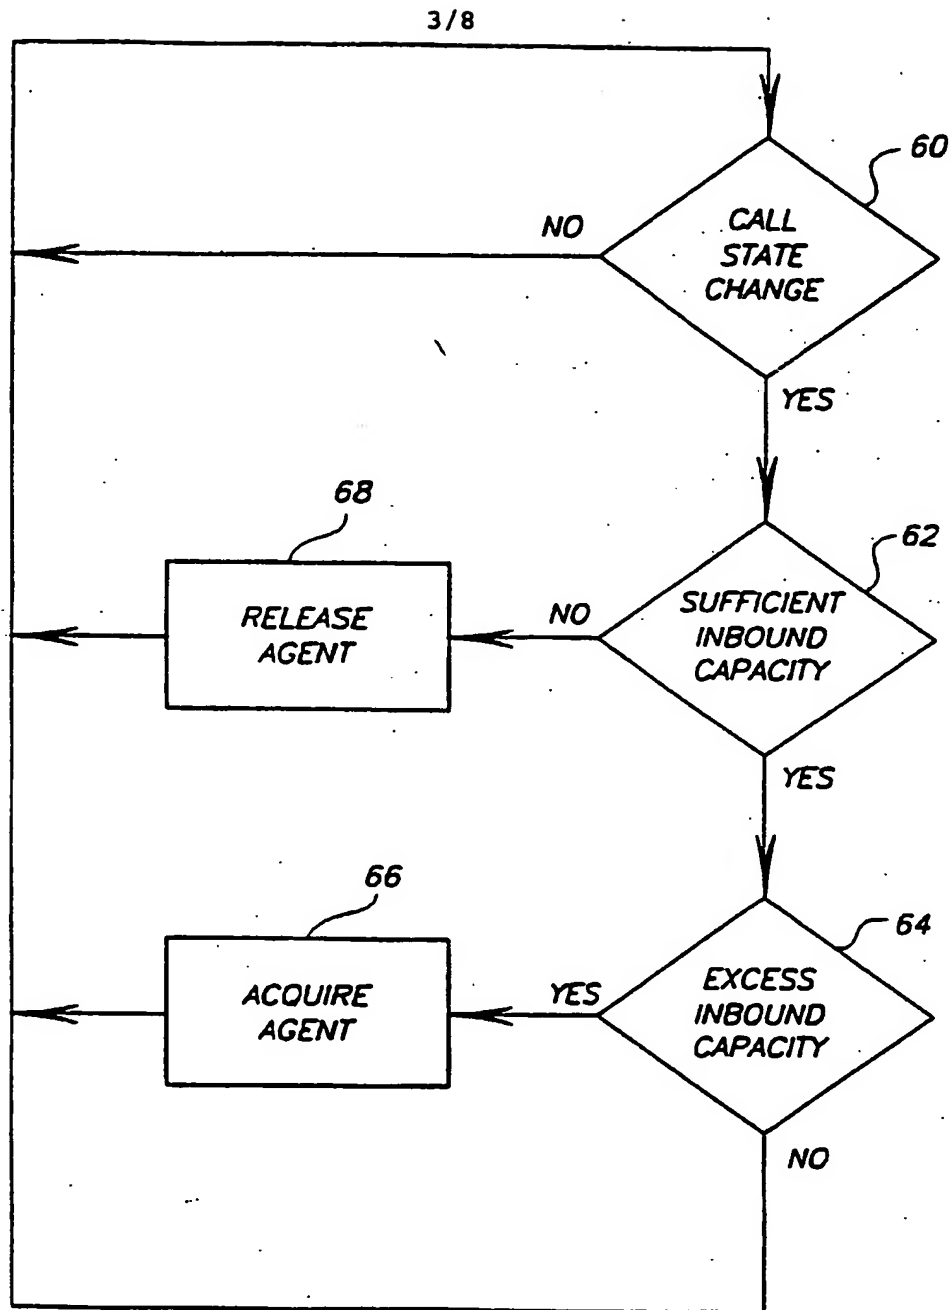 3/8
60
NO
CALL
STATE
CHANGE
YES
68
62
RELEASE
AGENT
NO
SUFFICIENT
INBOUND
CAPACITY
YES
66
64
ACQUIRE
AGENT
YES
EXCESS
INBOUND
CAPACITY
NO